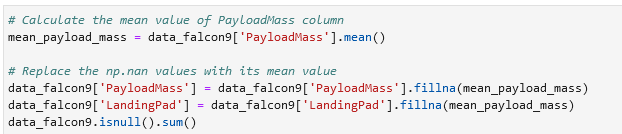 # Calculate the mean value of PayloadMass column
mean_payload_mass = data_falcon9['PayloadMass'].mean()
# Replace the np.nan values with its mean value
data_falcon9['PayloadMass'] = data_falcon9['PayloadMass'].fillna(mean_payload_mass)
data_falcon9['LandingPad'] = data_falcon9['LandingPad'].fillna(mean_payload_mass)
data_falcon9.isnull().sum()